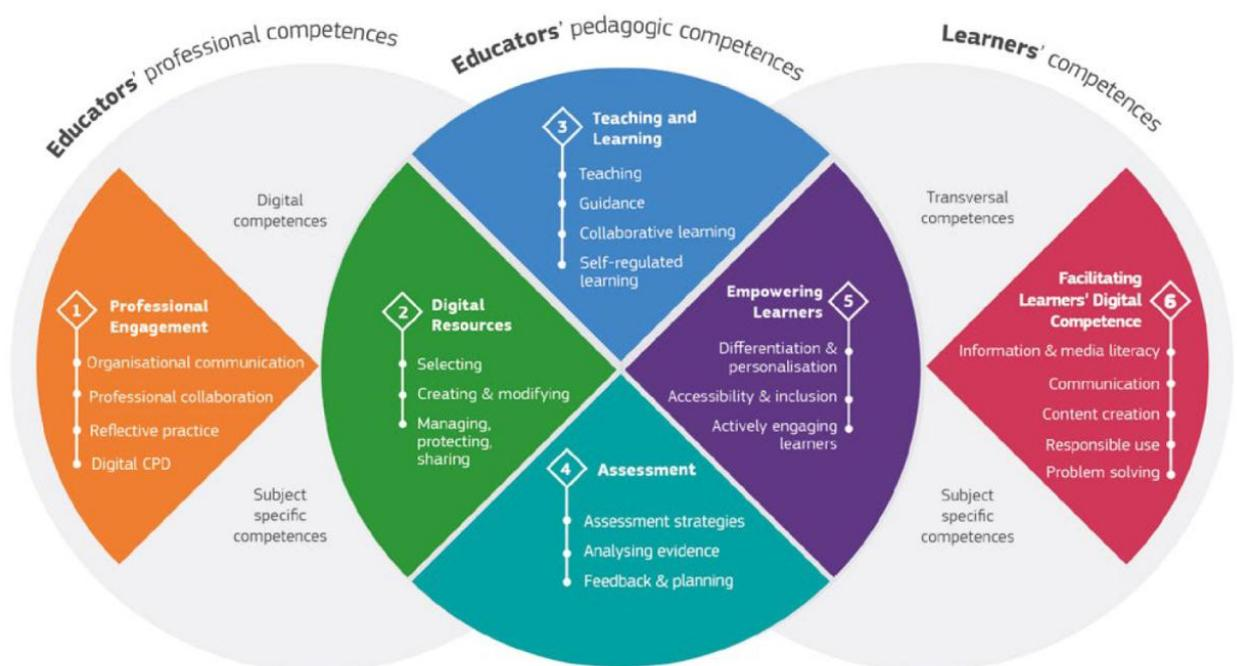 Educators' professional competences
Educators' pedagogic competences
Learners' competences
Digital
competences
Subject
specific
competences
1
Professional
Engagement
Organisational communication
Professional collaboration
Reflective practice
Digital CPD
2
Digital
Resources
Selecting
Creating & modifying
Managing,
protecting,
sharing
3
Teaching and
Learning
Teaching
Guidance
Collaborative learning
Self-regulated
learning
4
Assessment
Assessment strategies
Analysing evidence
Feedback & planning
Empowering
Learners
5
Differentiation &
personalisation
Accessibility & inclusion
Actively engaging
learners
Transversal
competences
Subject
specific
competences
Facilitating
Learners' Digital
Competence
6
Information & media literacy
Communication
Content creation
Responsible use
Problem solving